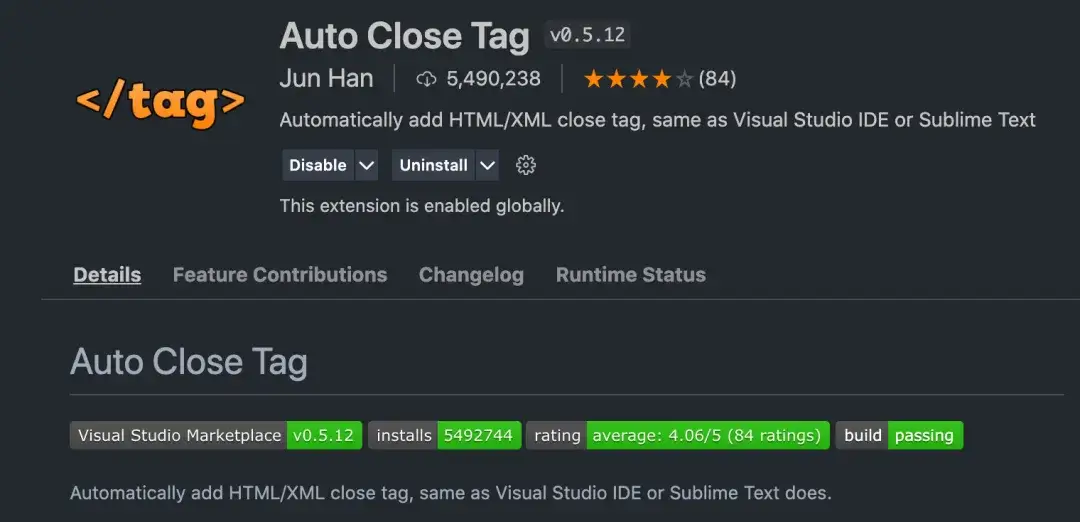 </tag>
Auto Close Tag v0.5.12
Jun Han 5,490,238 (84)
Automatically add HTML/XML close tag, same as Visual Studio IDE or Sublime Text
Disable Uninstall
This extension is enabled globally.
Details Feature Contributions Changelog Runtime Status
Auto Close Tag
Visual Studio Marketplace v0.5.12 installs 5492744 rating average: 4.06/5 (84 ratings) build passing
Automatically add HTML/XML close tag, same as Visual Studio IDE or Sublime Text does.